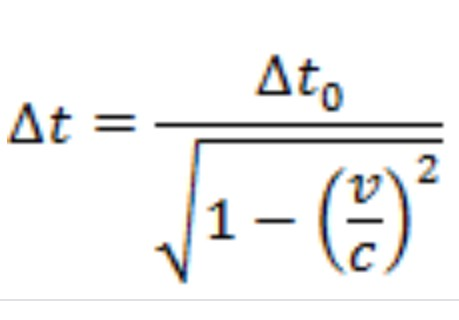 Δt = Δt₀ / √(1 − (v/c)²)